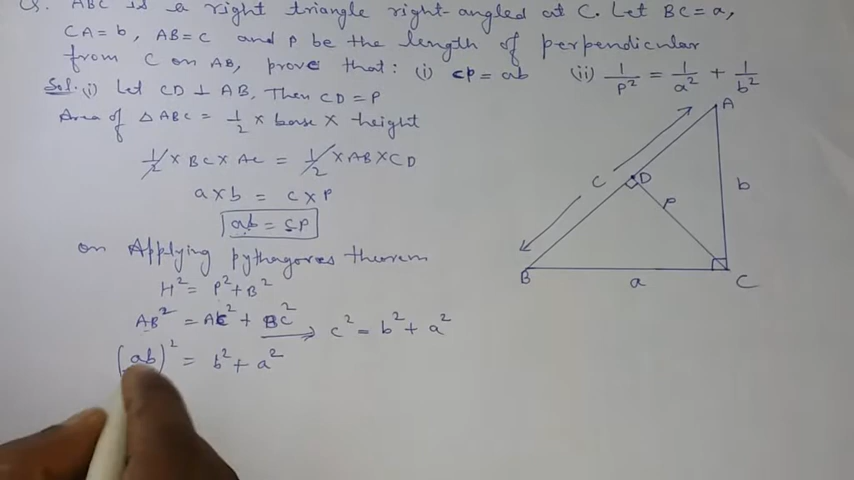 Q. ABC is a right triangle right-angled at C. Let BC = a,
CA = b, AB = c and P be the length of perpendicular
from C on AB, prove that: (i) cp = ab (ii) 1/P² = 1/a² + 1/b²
Sol. (i) Let CD ⊥ AB, Then CD = P
Area of △ ABC = 1/2 × base × height
1/2 × BC × AC = 1/2 × AB × CD
a × b = c × P
ab = cP
on Applying pythagores theorem
H² = P² + B²
AB² = AC² + BC² → c² = b² + a²
(ab)² = b² + a²
A
c
D
b
P
B
a
C